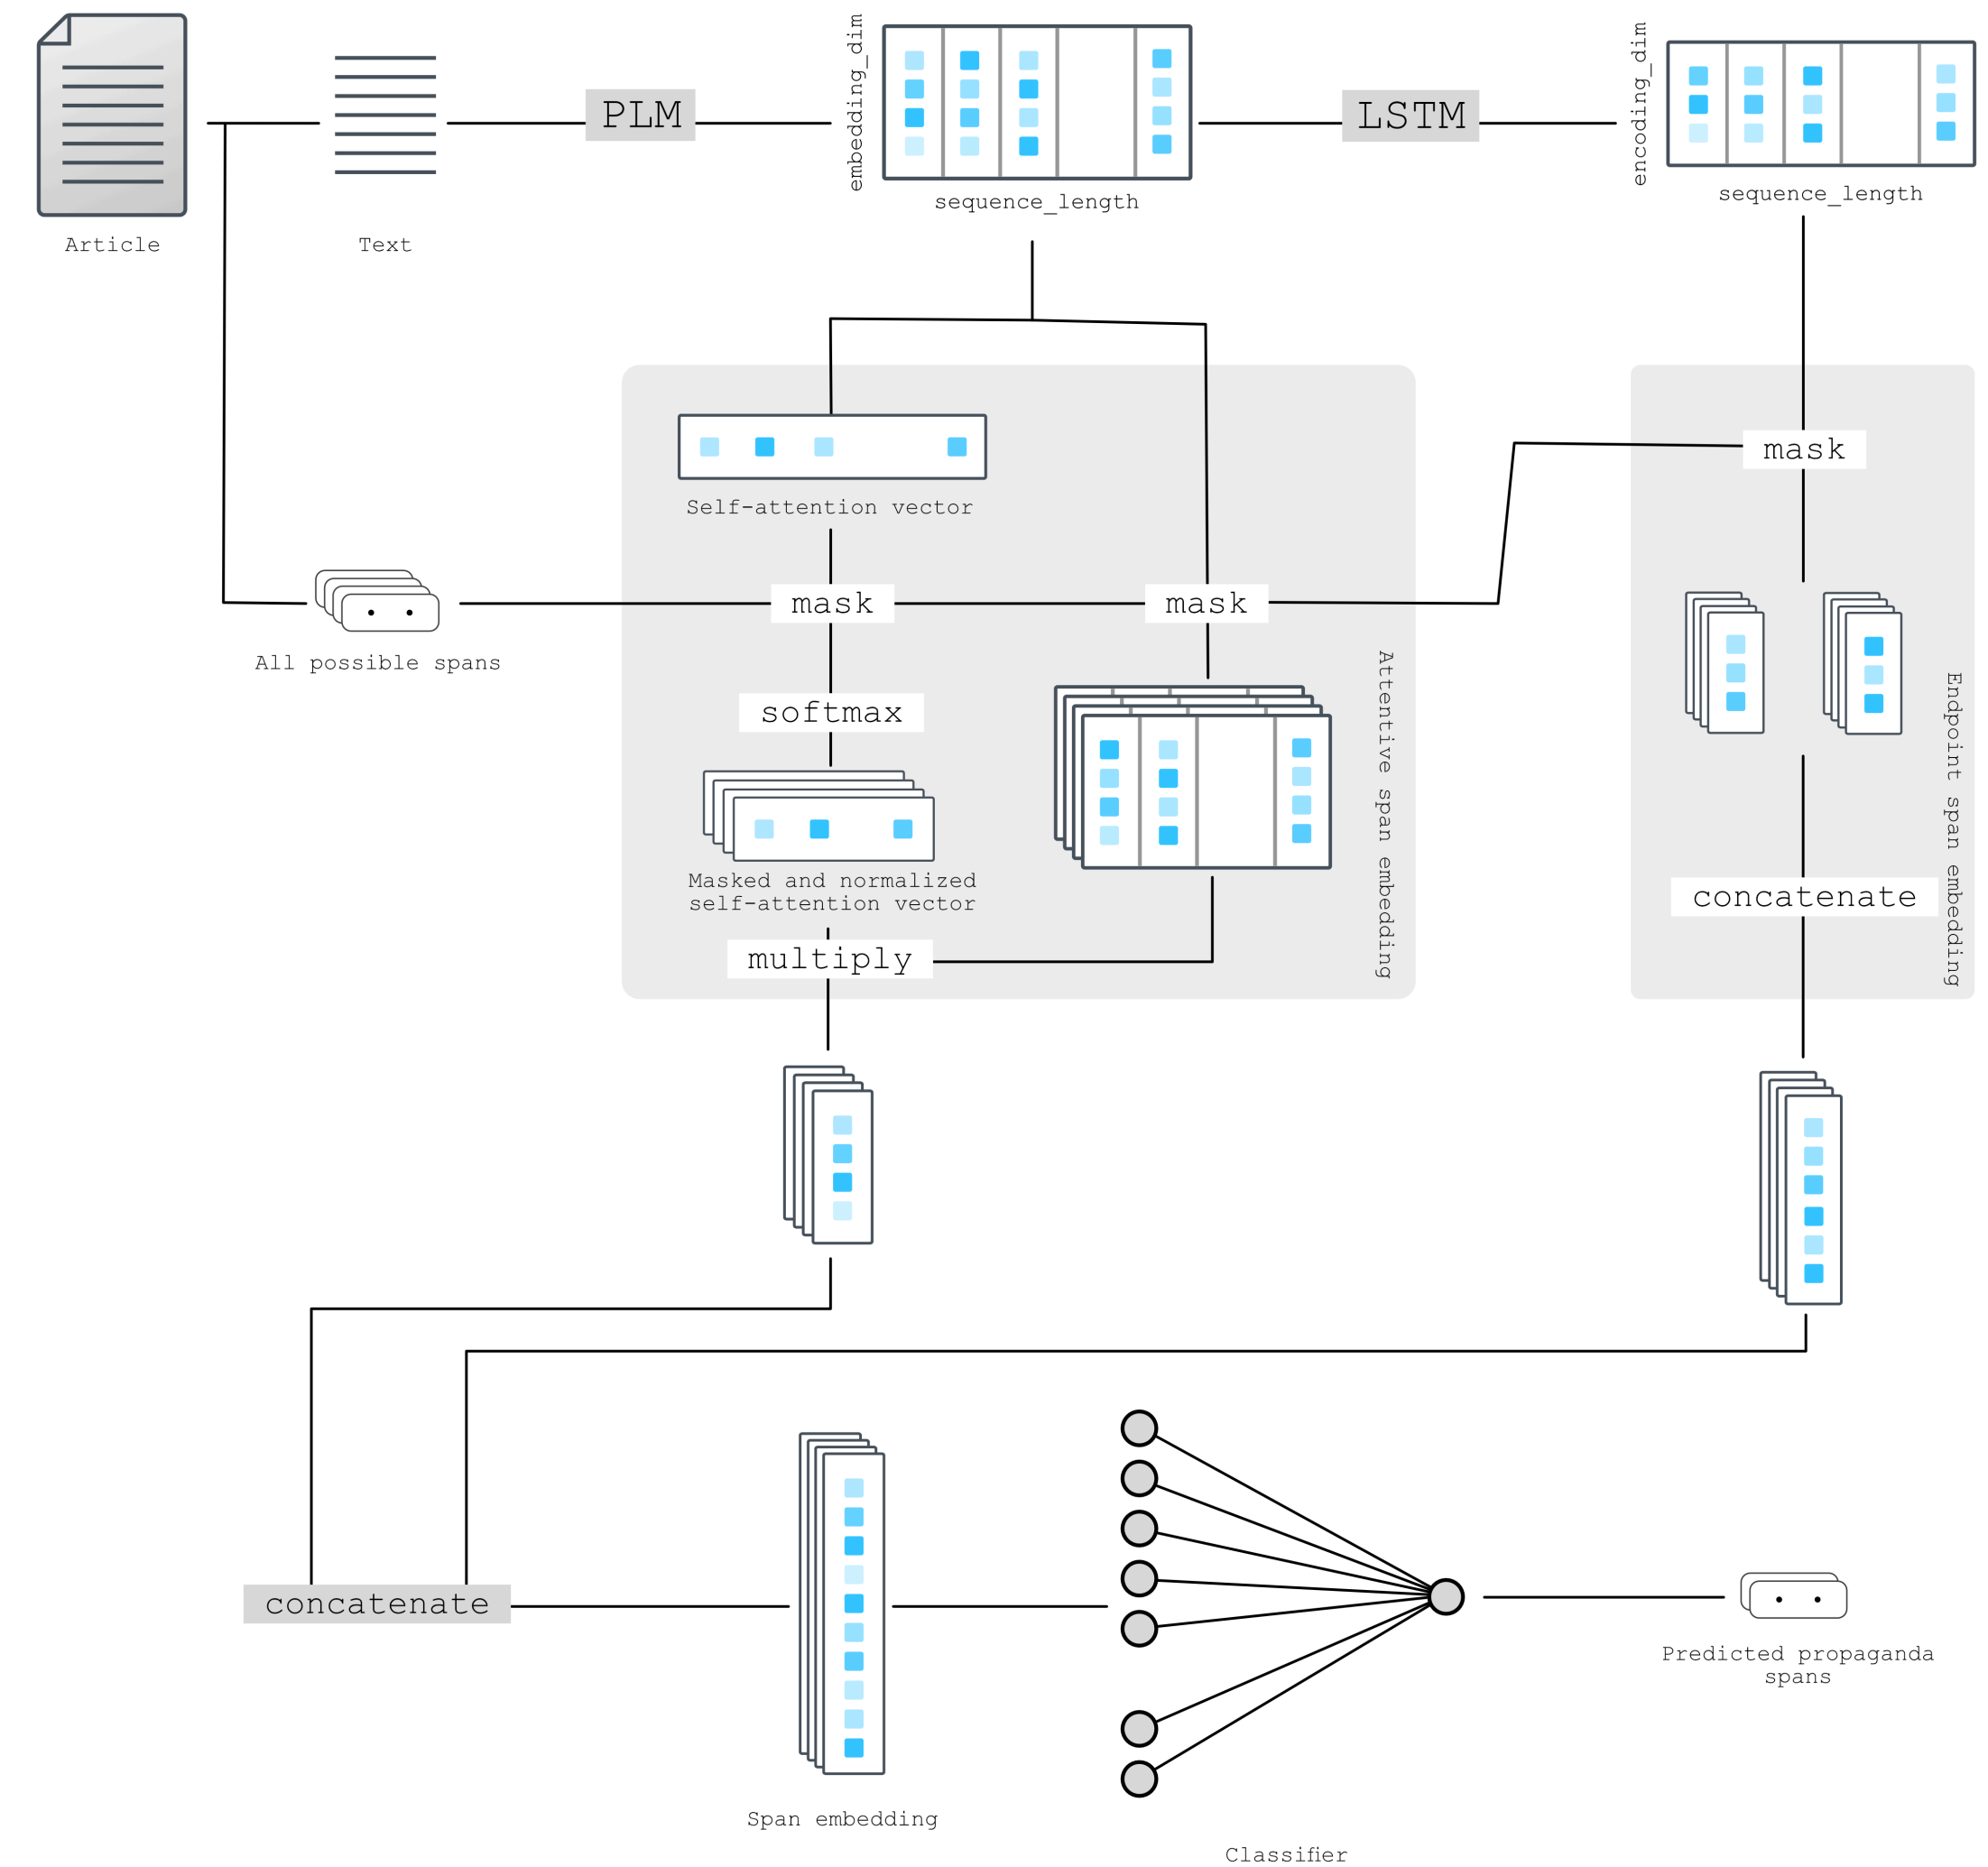 embedding_dim
encoding_dim
PLM
LSTM
sequence_length
sequence_length
Article
Text
mask
Self-attention vector
mask
mask
All possible spans
Attentive span embedding
Endpoint span embedding
softmax
Masked and normalized
self-attention vector
concatenate
multiply
concatenate
Predicted propaganda
spans
Span embedding
Classifier